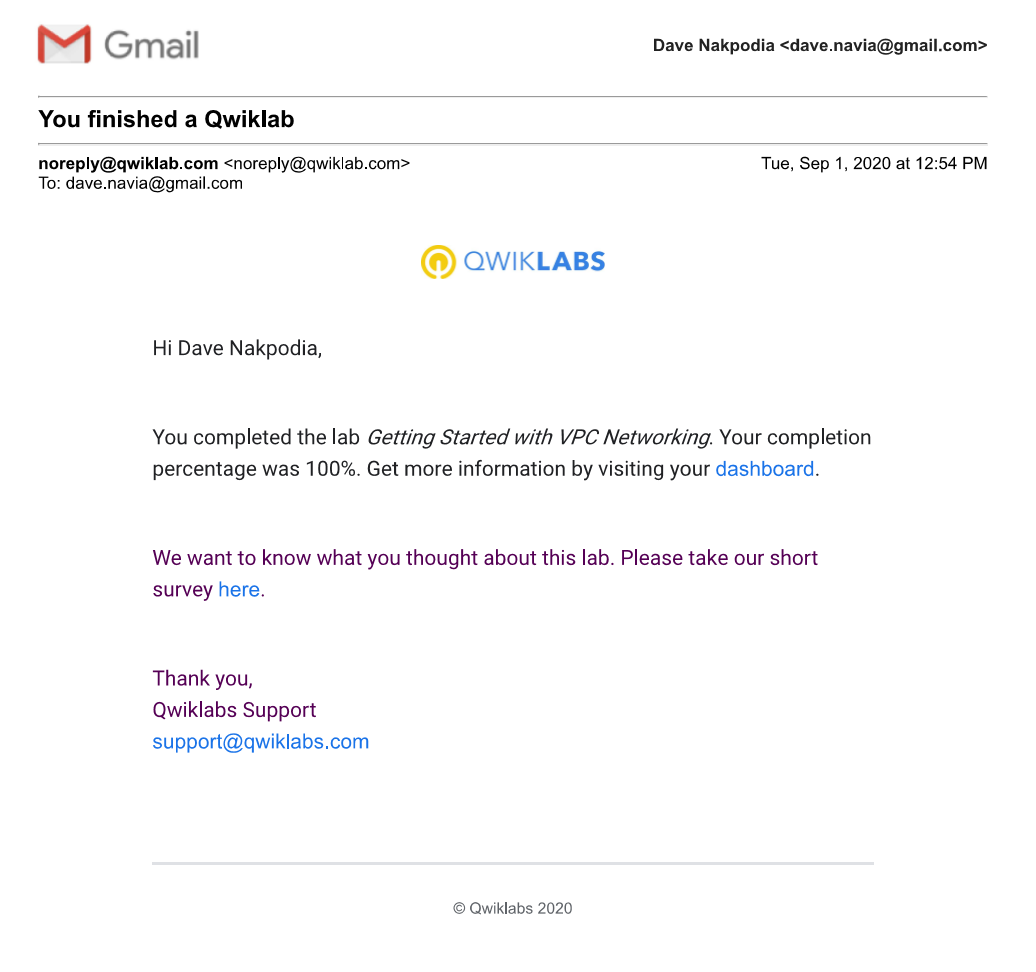 Gmail
Dave Nakpodia <dave.navia@gmail.com>
You finished a Qwiklab
noreply@qwiklab.com <noreply@qwiklab.com>
Tue, Sep 1, 2020 at 12:54 PM
To: dave.navia@gmail.com
QWIKLABS
Hi Dave Nakpodia,
You completed the lab Getting Started with VPC Networking. Your completion
percentage was 100%. Get more information by visiting your dashboard.
We want to know what you thought about this lab. Please take our short
survey here.
Thank you,
Qwiklabs Support
support@qwiklabs.com
© Qwiklabs 2020